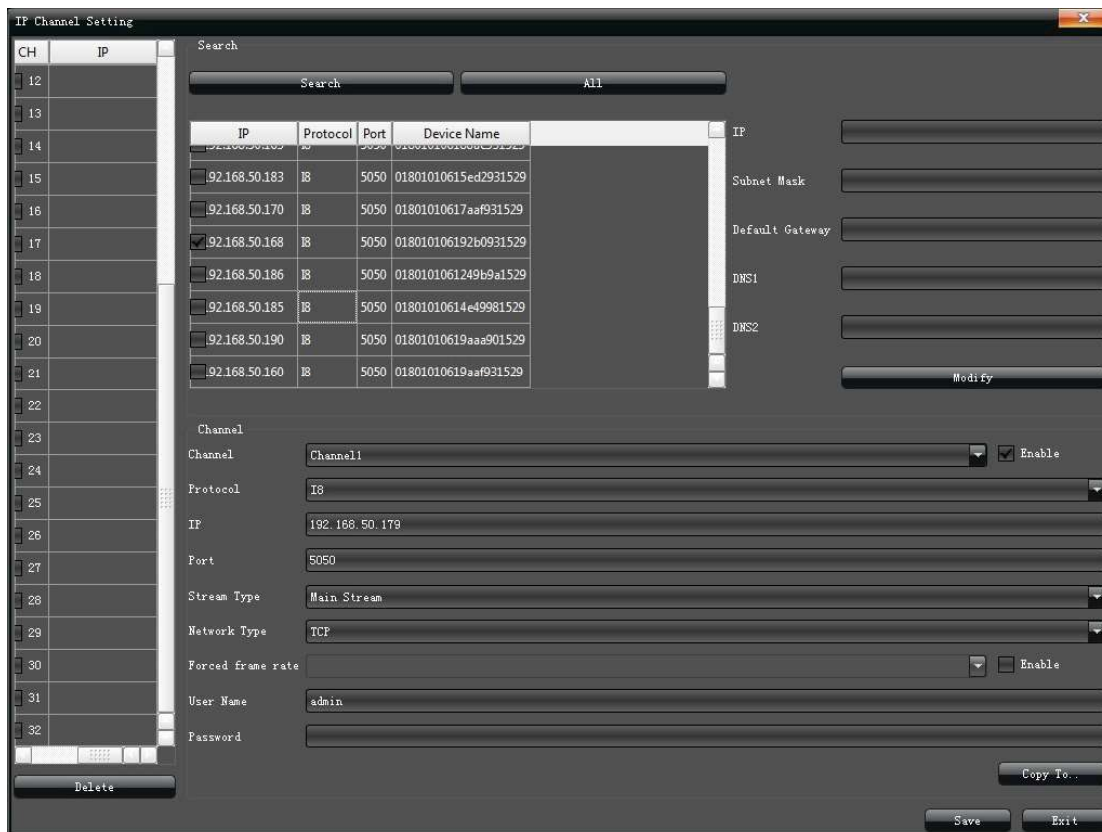 IP Channel Setting
CH IP
12
13
14
15
16
17
18
19
20
21
22
23
24
25
26
27
28
29
30
31
32
Delete
Search
Search All
IP Protocol Port Device Name
.92.168.50.183 I8 5050 01801010615ed2931529
.92.168.50.170 I8 5050 01801010617aaf931529
.92.168.50.168 I8 5050 018010106192b0931529
.92.168.50.186 I8 5050 0180101061249b9a1529
.92.168.50.185 I8 5050 01801010614e49981529
.92.168.50.190 I8 5050 01801010619aaa901529
.92.168.50.160 I8 5050 01801010619aaf931529
IP
Subnet Mask
Default Gateway
DNS1
DNS2
Modify
Channel
Channel Channel1 Enable
Protocol I8
IP 192.168.50.179
Port 5050
Stream Type Main Stream
Network Type TCP
Forced frame rate Enable
User Name admin
Password
Copy To..
Save Exit